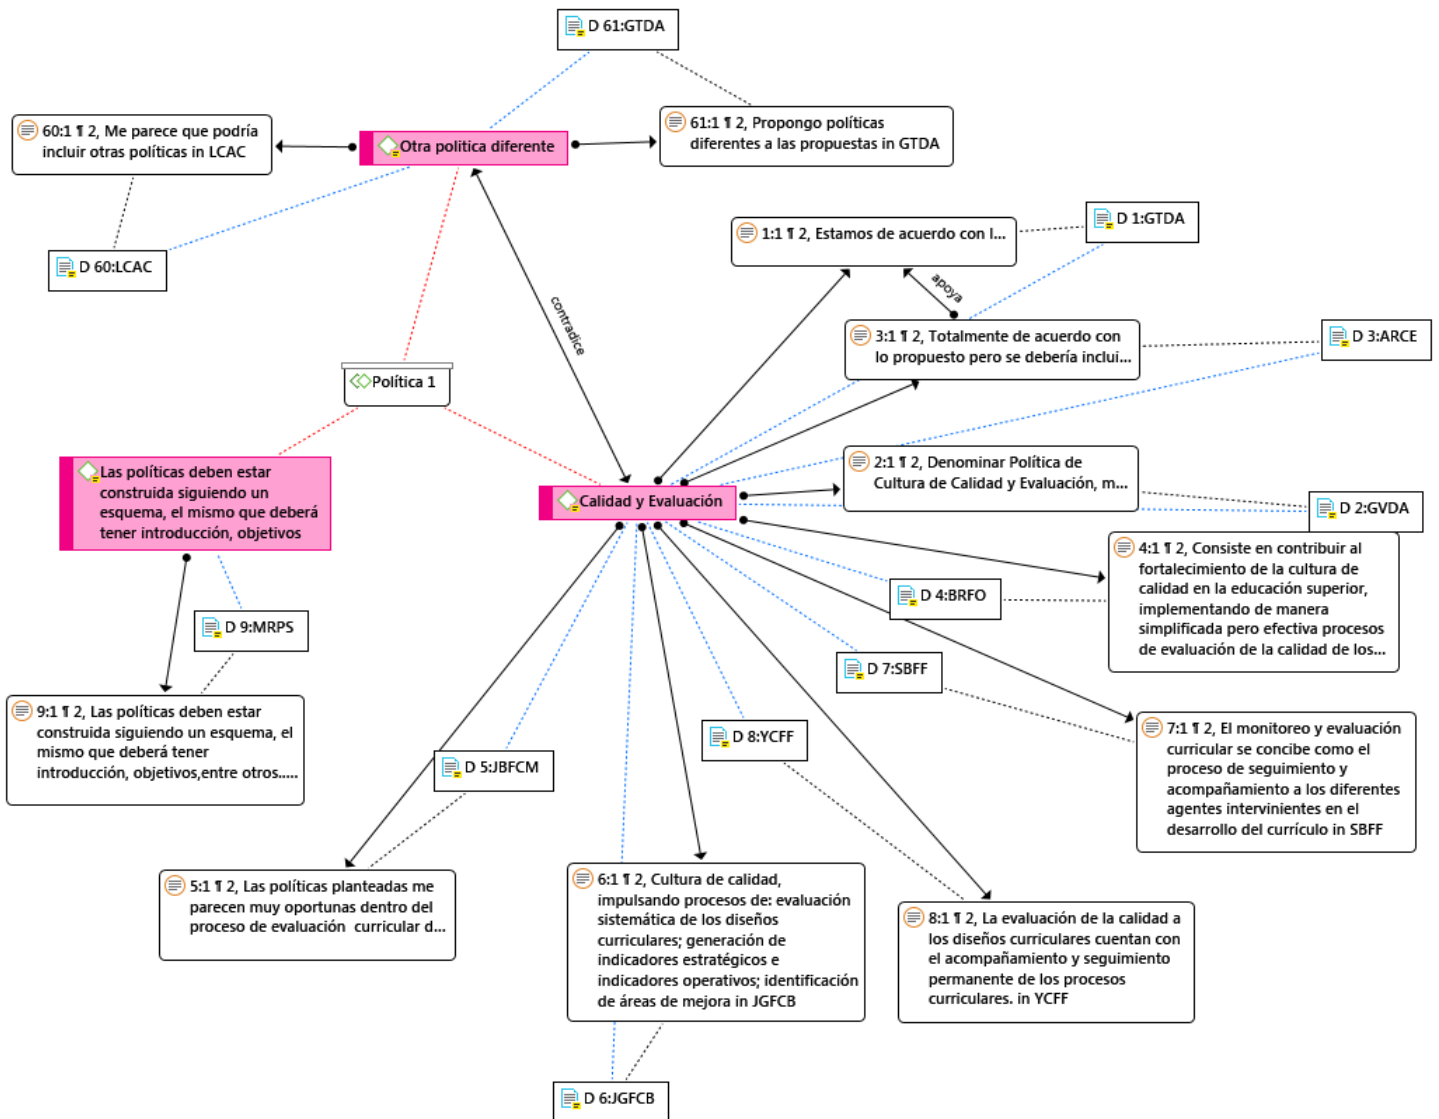 D 61:GTDA
60:1 ¶ 2, Me parece que podría
incluir otras políticas in LCAC
Otra política diferente
61:1 ¶ 2, Propongo políticas
diferentes a las propuestas in GTDA
D 60:LCAC
1:1 ¶ 2, Estamos de acuerdo con l...
D 1:GTDA
apoya
contradice
3:1 ¶ 2, Totalmente de acuerdo con
lo propuesto pero se debería inclui...
D 3:ARCE
Política 1
Las políticas deben estar
construida siguiendo un
esquema, el mismo que deberá
tener introducción, objetivos
Calidad y Evaluación
2:1 ¶ 2, Denominar Política de
Cultura de Calidad y Evaluación, m...
D 2:GVDA
4:1 ¶ 2, Consiste en contribuir al
fortalecimiento de la cultura de
calidad en la educación superior,
implementando de manera
simplificada pero efectiva procesos
de evaluación de la calidad de los...
D 4:BRFO
D 9:MRPS
D 7:SBFF
9:1 ¶ 2, Las políticas deben estar
construida siguiendo un esquema, el
mismo que deberá tener
introducción, objetivos,entre otros.....
D 8:YCFF
7:1 ¶ 2, El monitoreo y evaluación
curricular se concibe como el
proceso de seguimiento y
acompañamiento a los diferentes
agentes intervinientes en el
desarrollo del currículo in SBFF
D 5:JBFCM
5:1 ¶ 2, Las políticas planteadas me
parecen muy oportunas dentro del
proceso de evaluación curricular d...
6:1 ¶ 2, Cultura de calidad,
impulsando procesos de: evaluación
sistemática de los diseños
curriculares; generación de
indicadores estratégicos e
indicadores operativos; identificación
de áreas de mejora in JGFCB
8:1 ¶ 2, La evaluación de la calidad a
los diseños curriculares cuentan con
el acompañamiento y seguimiento
permanente de los procesos
curriculares. in YCFF
D 6:JGFCB